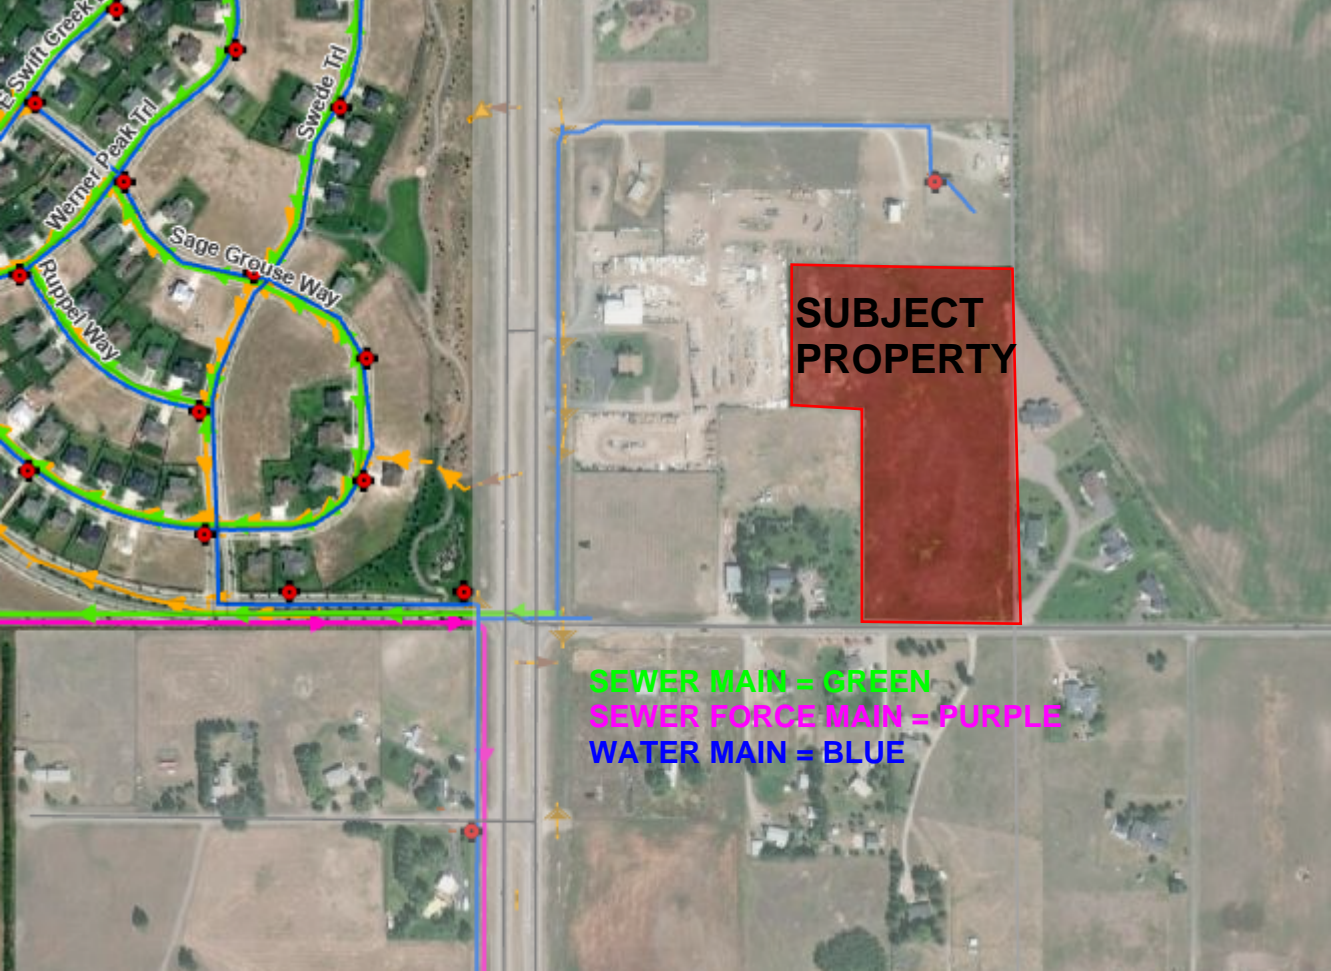 E Swift Creek
Werner Peak Trl
Swede Trl
Sage Grouse Way
Ruppel Way
SUBJECT
PROPERTY
SEWER MAIN = GREEN
SEWER FORCE MAIN = PURPLE
WATER MAIN = BLUE